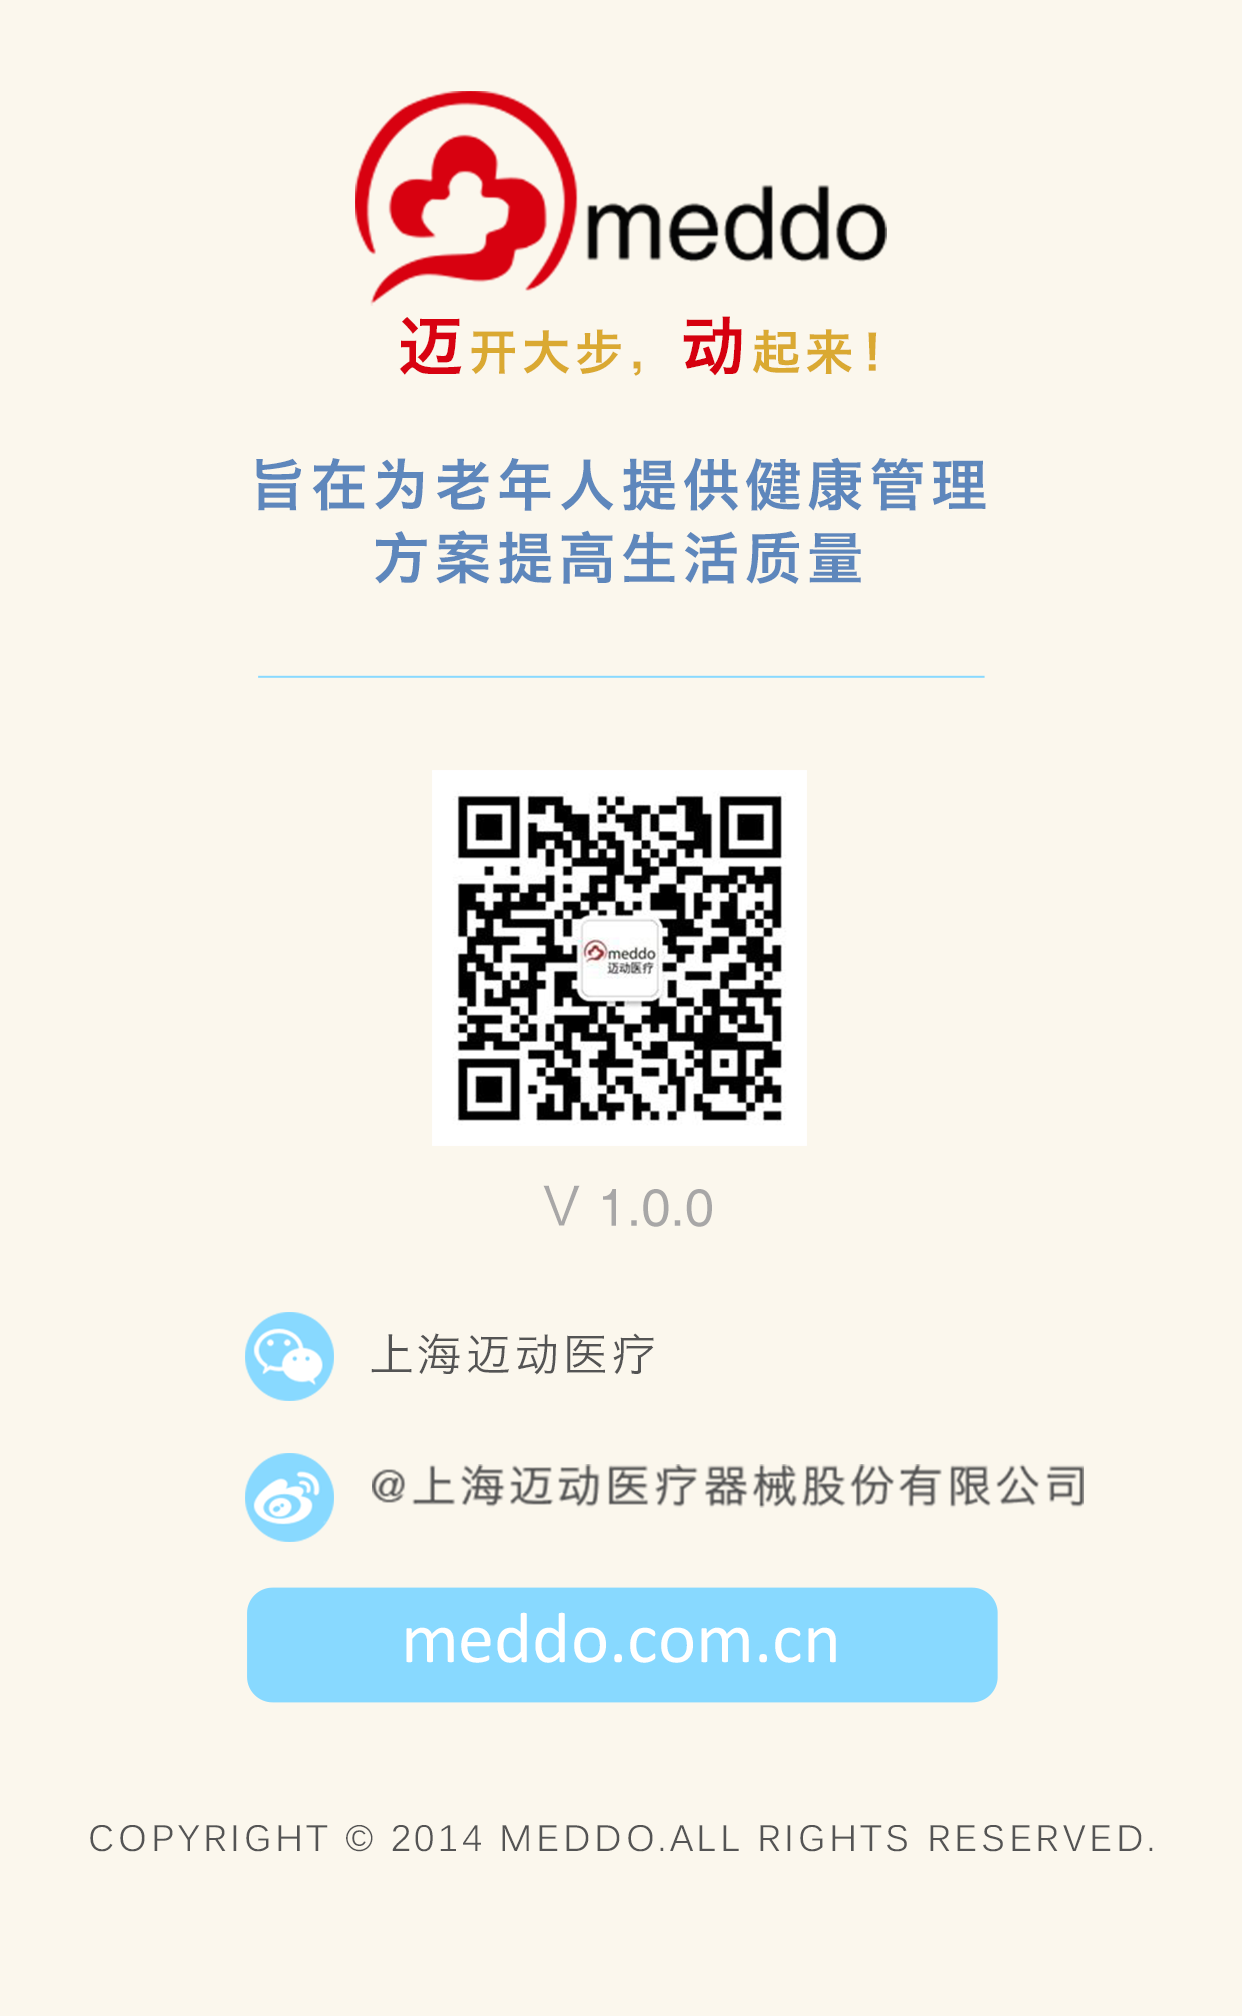 meddo
迈开大步，动起来！
旨在为老年人提供健康管理
方案提高生活质量
meddo
迈动医疗
V 1.0.0
上海迈动医疗
@上海迈动医疗器械股份有限公司
meddo.com.cn
COPYRIGHT © 2014 MEDDO.ALL RIGHTS RESERVED.